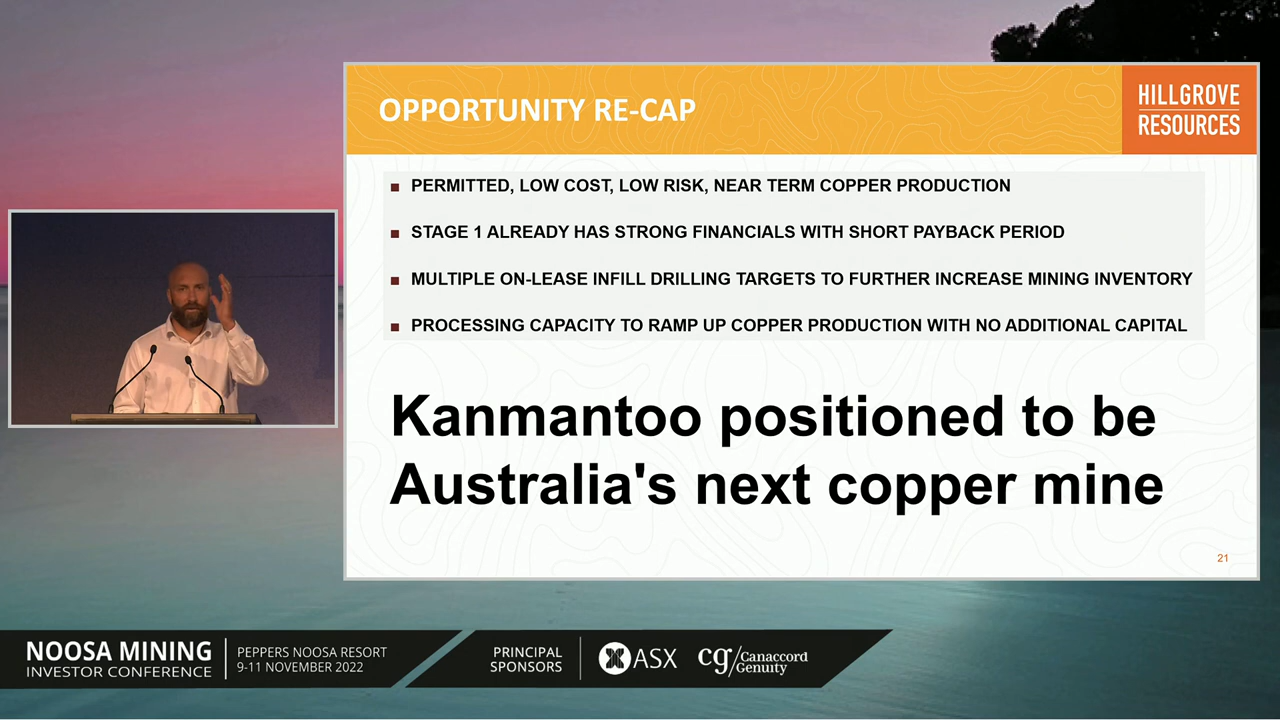 OPPORTUNITY RE-CAP
HILLGROVE
RESOURCES
PERMITTED, LOW COST, LOW RISK, NEAR TERM COPPER PRODUCTION
STAGE 1 ALREADY HAS STRONG FINANCIALS WITH SHORT PAYBACK PERIOD
MULTIPLE ON-LEASE INFILL DRILLING TARGETS TO FURTHER INCREASE MINING INVENTORY
PROCESSING CAPACITY TO RAMP UP COPPER PRODUCTION WITH NO ADDITIONAL CAPITAL
Kanmantoo positioned to be
Australia's next copper mine
21
NOOSA MINING
INVESTOR CONFERENCE
PEPPERS NOOSA RESORT
9-11 NOVEMBER 2022
PRINCIPAL
SPONSORS
ASX
cg/Canaccord
Genuity